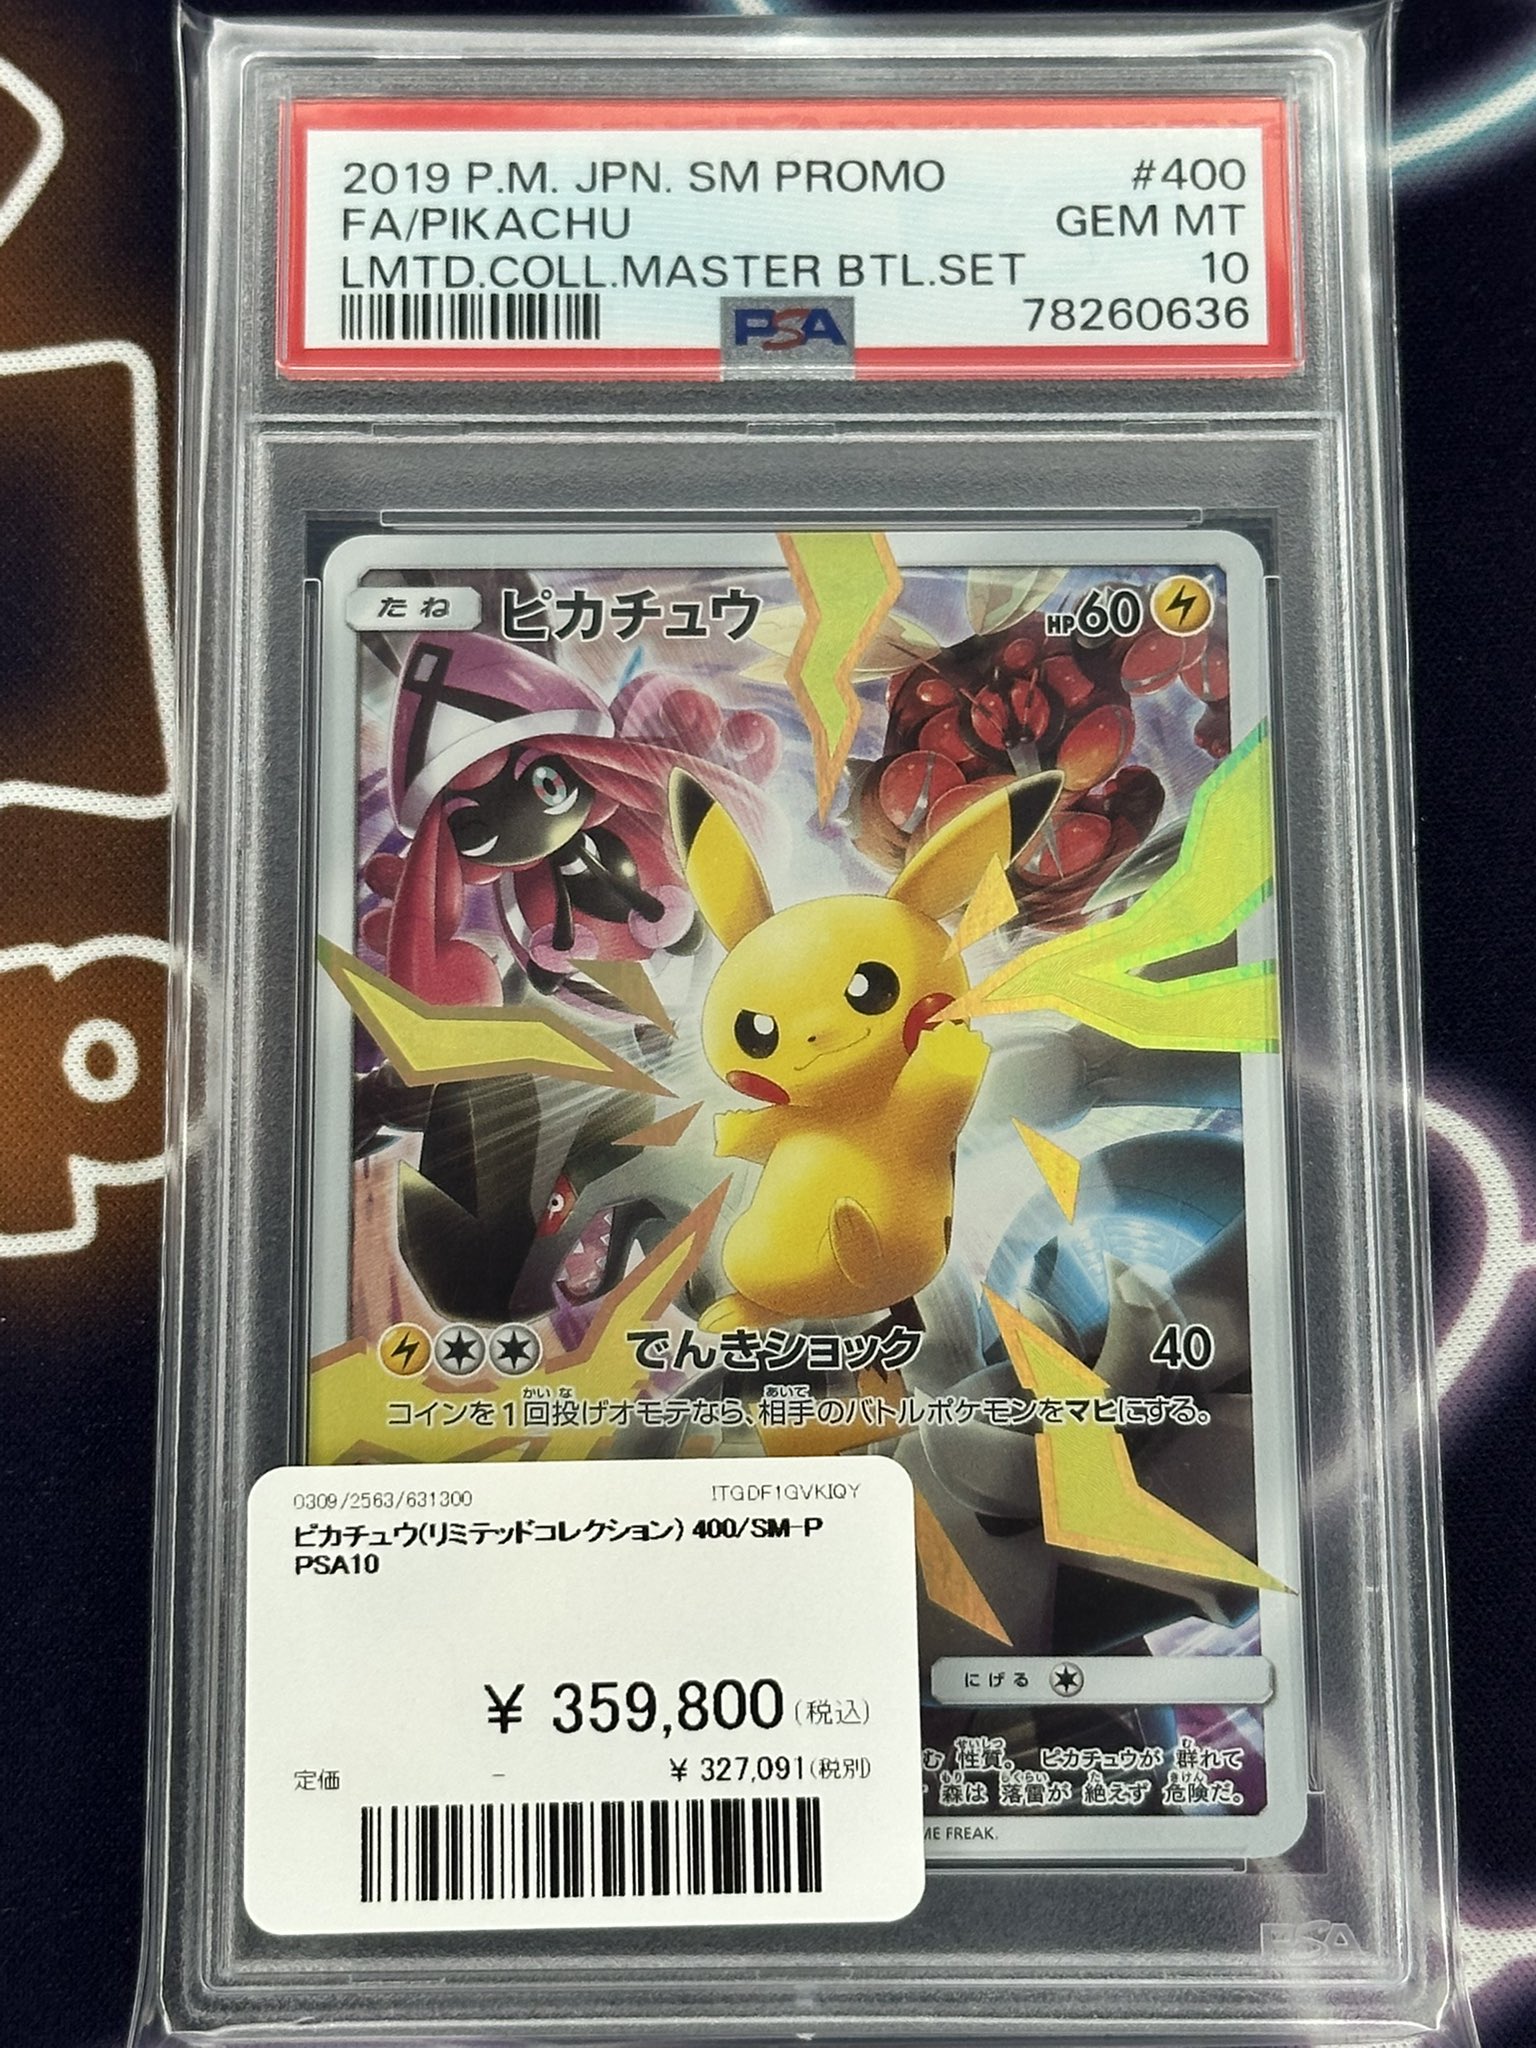 2019 P.M. JPN. SM PROMO #400
FA/PIKACHU GEM MT
LMTD.COLL.MASTER BTL.SET 10
PSA 78260636
たね ピカチュウ HP60
でんきショック 40
コインを1回投げオモテなら、相手のバトルポケモンをマヒにする。
0309/2563/631300 ITGDF1GVKIQY
ピカチュウ(リミテッドコレクション) 400/SM-P
PSA10
¥ 359,800(税込)
定価 - ¥ 327,091(税別)
にげる
む 性質。 ピカチュウが 群れて
森は 落雷が 絶えず 危険だ。
ME FREAK.
PSA